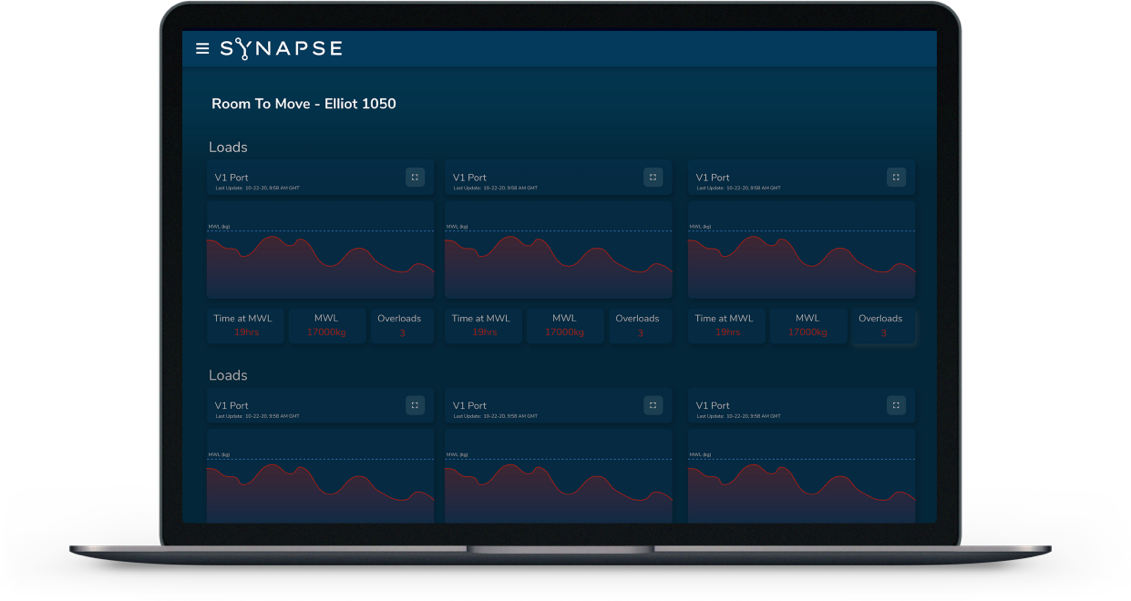 SYNAPSE
Room To Move - Elliot 1050
Loads
V1 Port
Last Update: 10-22-20, 9:58 AM GMT
V1 Port
Last Update: 10-22-20, 9:58 AM GMT
V1 Port
Last Update: 10-22-20, 9:58 AM GMT
MWL (kg)
MWL (kg)
MWL (kg)
Time at MWL
19hrs
MWL
17000kg
Overloads
3
Time at MWL
19hrs
MWL
17000kg
Overloads
3
Time at MWL
19hrs
MWL
17000kg
Overloads
3
Loads
V1 Port
Last Update: 10-22-20, 9:58 AM GMT
V1 Port
Last Update: 10-22-20, 9:58 AM GMT
V1 Port
Last Update: 10-22-20, 9:58 AM GMT
MWL (kg)
MWL (kg)
MWL (kg)